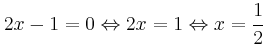 2x − 1 = 0 ⇔ 2x = 1 ⇔ x = 1/2